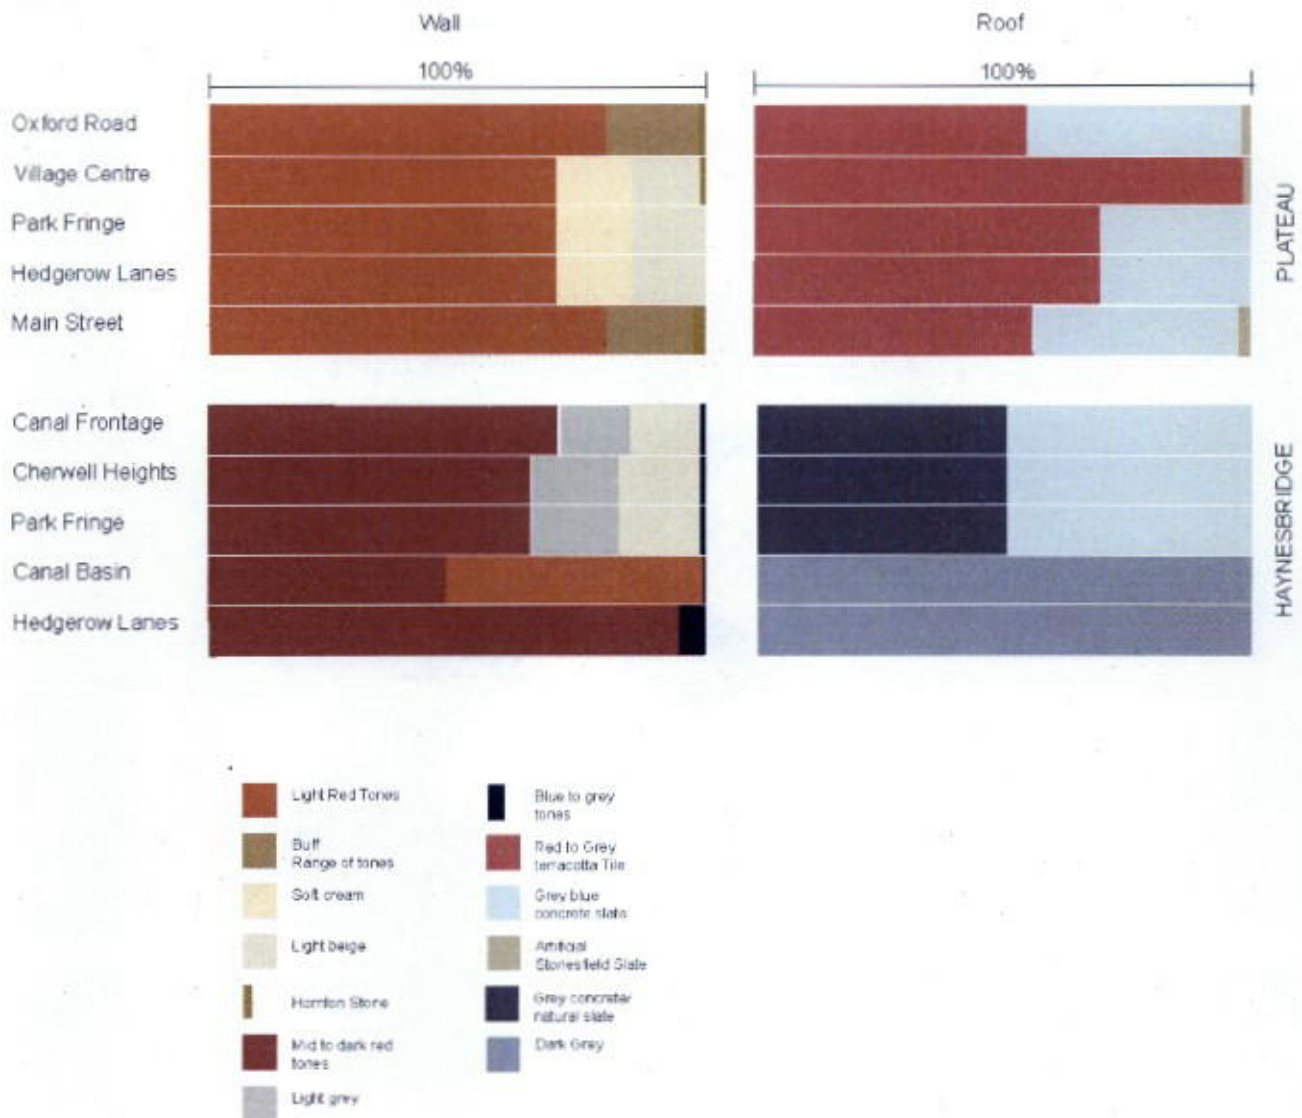 Wall
Roof
100%
100%
Oxford Road
Village Centre
Park Fringe
Hedgerow Lanes
Main Street
PLATEAU
Canal Frontage
Cherwell Heights
Park Fringe
Canal Basin
Hedgerow Lanes
HAYNESBRIDGE
Light Red Tones
Buff
Range of tones
Soft cream
Light beige
Hornton Stone
Mid to dark red
tones
Light grey
Blue to grey
tones
Red to Grey
terracotta Tile
Grey blue
concrete slate
Artificial
Stonesfield Slate
Grey concrete/
natural slate
Dark Grey